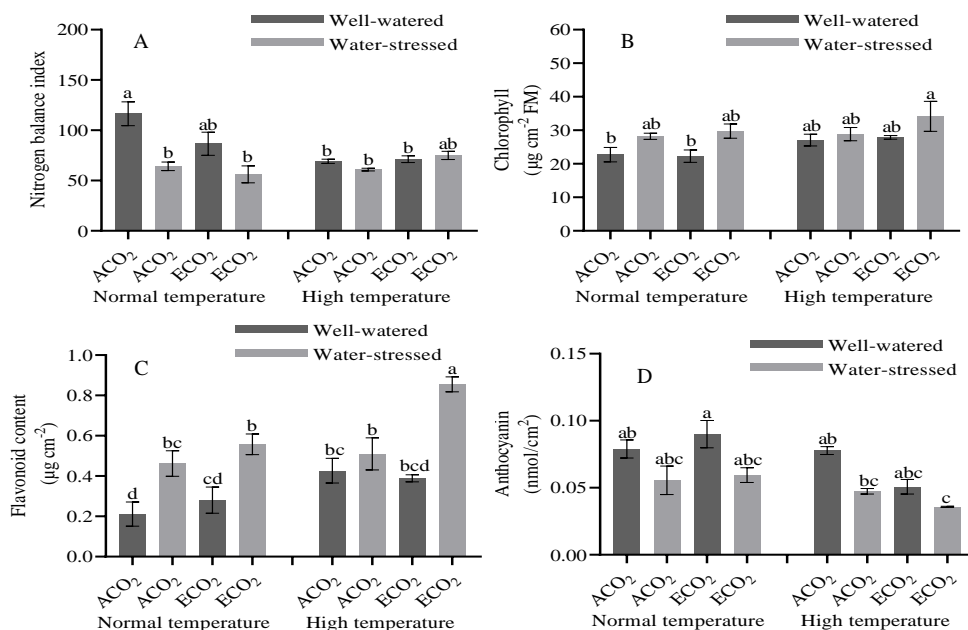 Well-watered
Water-stressed
A
Nitrogen balance index
200
150
100
50
0
a
b
ab
b
b
b
b
ab
ACO2
ACO2
ECO2
ECO2
ACO2
ACO2
ECO2
ECO2
Normal temperature
High temperature
Well-watered
Water-stressed
B
Chlorophyll
(µg cm⁻² FM)
60
50
40
30
20
10
0
b
ab
b
ab
ab
ab
ab
a
ACO2
ACO2
ECO2
ECO2
ACO2
ACO2
ECO2
ECO2
Normal temperature
High temperature
Well-watered
Water-stressed
C
Flavonoid content
(µg cm⁻²)
1.0
0.8
0.6
0.4
0.2
0.0
d
bc
cd
b
bc
bc
bcd
a
ACO2
ACO2
ECO2
ECO2
ACO2
ACO2
ECO2
ECO2
Normal temperature
High temperature
Well-watered
Water-stressed
D
Anthocyanin
(nmol/cm²)
0.15
0.10
0.05
0.00
ab
abc
a
abc
ab
bc
abc
c
ACO2
ACO2
ECO2
ECO2
ACO2
ACO2
ECO2
ECO2
Normal temperature
High temperature